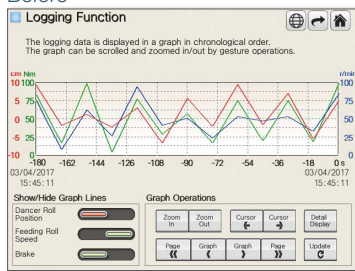 Before
Logging Function
The logging data is displayed in a graph in chronological order.
The graph can be scrolled and zoomed in/out by gesture operations.
cm Nm r/min
10 100 100
5 75 75
0 50 50
-5 25 25
-10 0 0
-180 -162 -144 -126 -108 -90 -72 -54 -36 -18 0 s
03/04/2017 03/04/2017
15:45:11 15:45:11
Show/Hide Graph Lines Graph Operations
Dancer Roll Position
Feeding Roll Speed
Brake
Zoom In Zoom Out Cursor Cursor Detail Display
Page Graph Graph Page Update